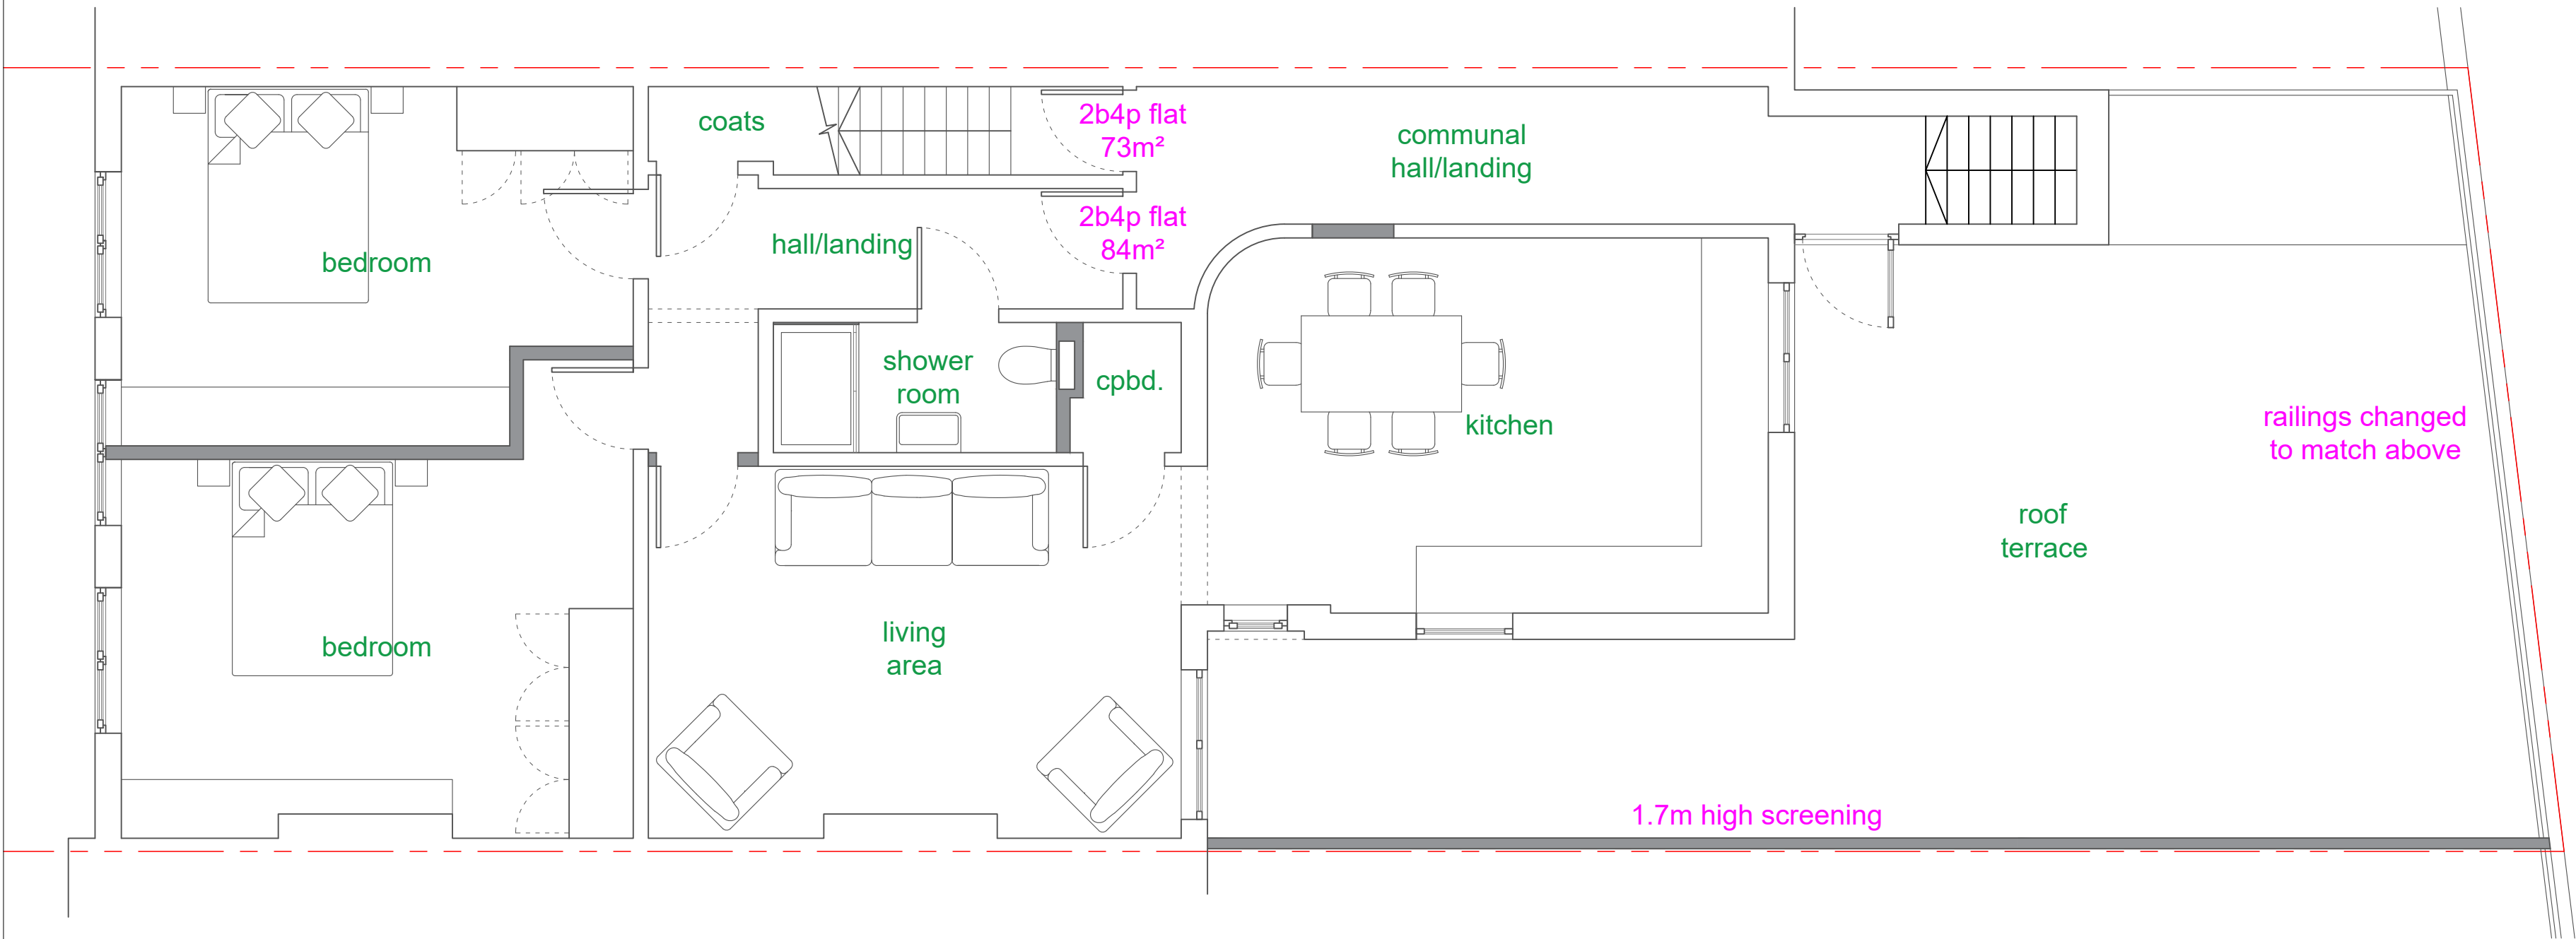 coats
2b4p flat
73m²
communal
hall/landing
2b4p flat
84m²
hall/landing
bedroom
shower
room
cpbd.
kitchen
railings changed
to match above
roof
terrace
bedroom
living
area
1.7m high screening